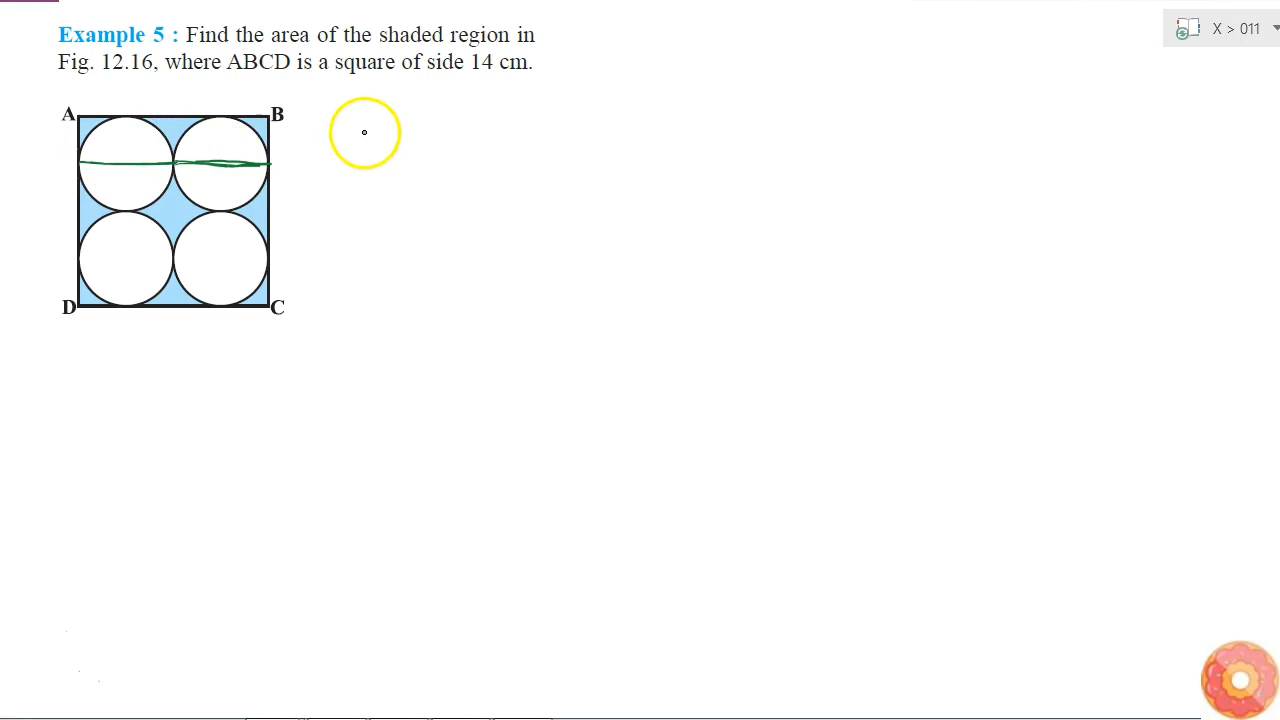 Example 5 : Find the area of the shaded region in
X > 011
Fig. 12.16, where ABCD is a square of side 14 cm.
A
B
D
C